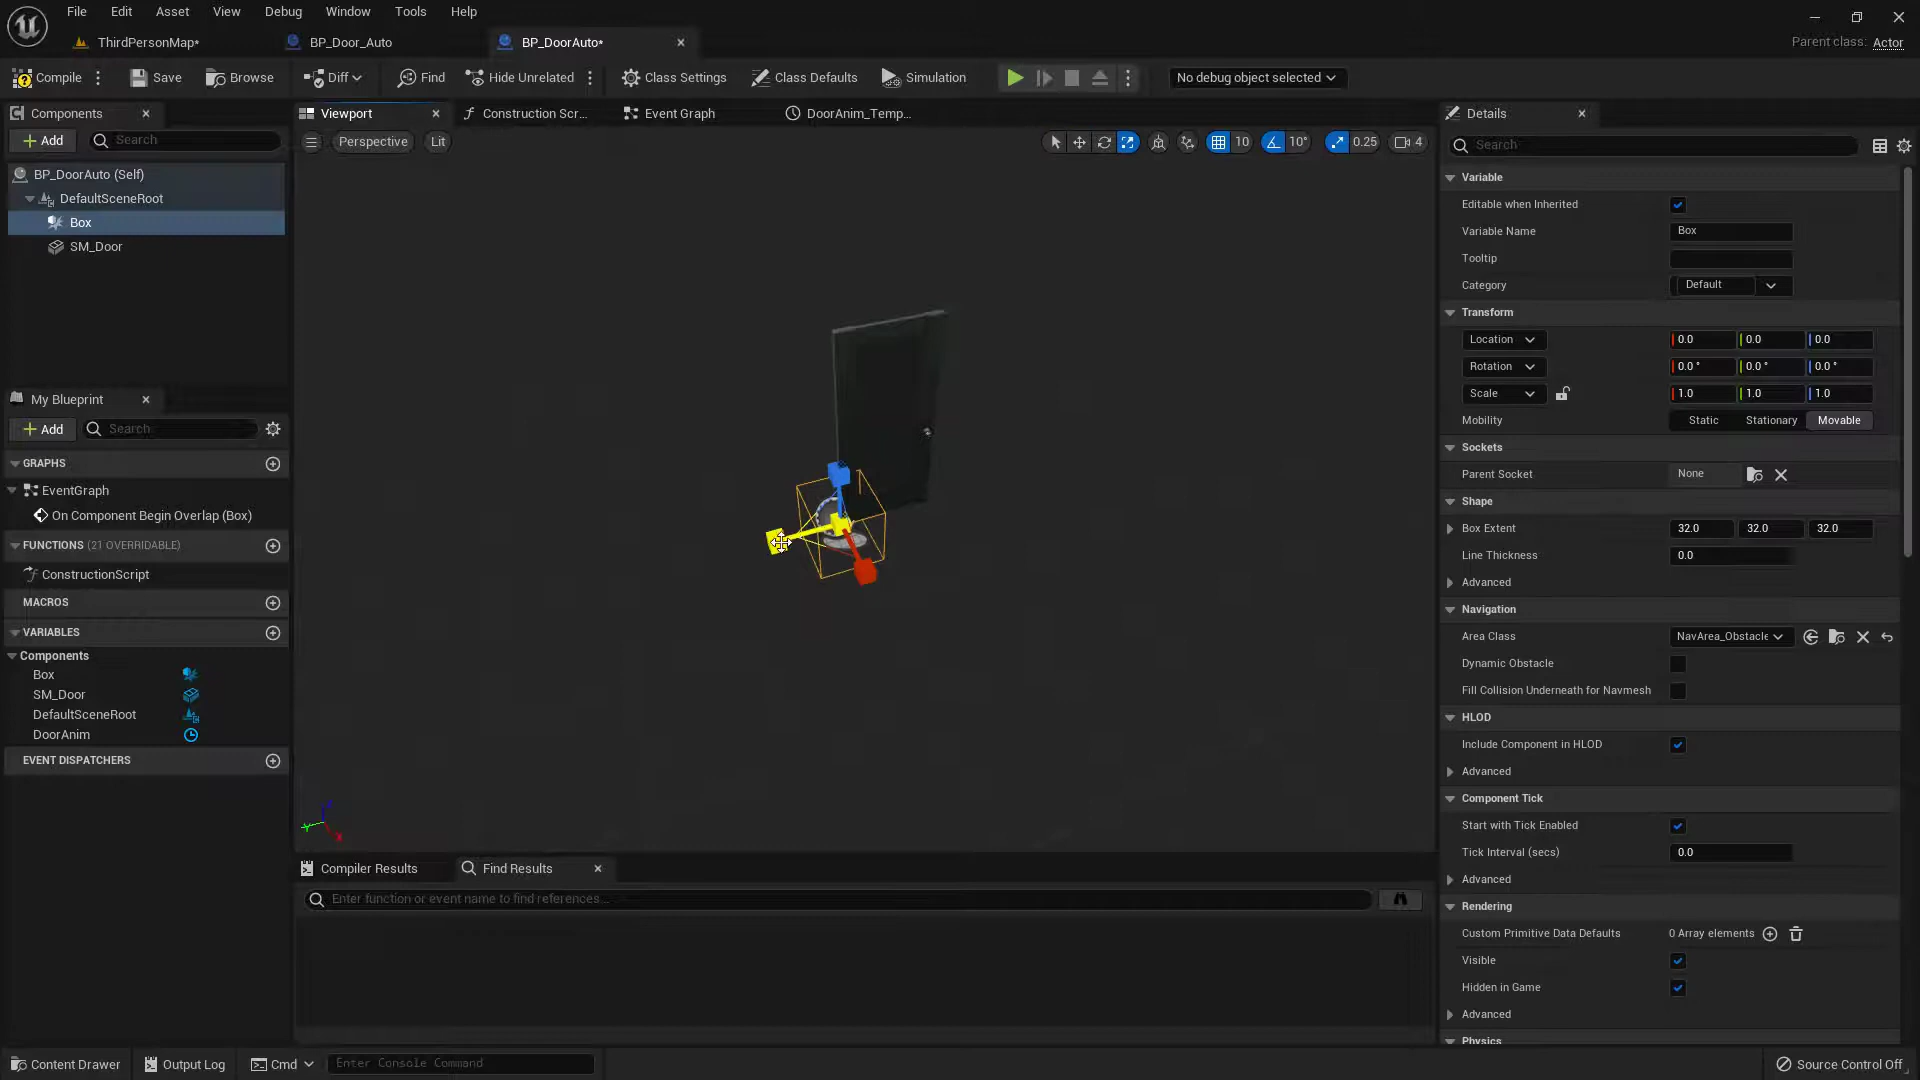 File Edit Asset View Debug Window Tools Help
ThirdPersonMap* BP_Door_Auto BP_DoorAuto*
Parent class: Actor
Compile Save Browse Diff Find Hide Unrelated Class Settings Class Defaults Simulation No debug object selected
Components
Add Search
BP_DoorAuto (Self)
DefaultSceneRoot
Box
SM_Door
My Blueprint
Add Search
GRAPHS
EventGraph
On Component Begin Overlap (Box)
FUNCTIONS (21 OVERRIDABLE)
ConstructionScript
MACROS
VARIABLES
Components
Box
SM_Door
DefaultSceneRoot
DoorAnim
EVENT DISPATCHERS
Viewport Construction Scr... Event Graph DoorAnim_Temp...
Perspective Lit 10 10° 0.25 4
Compiler Results Find Results
Enter function or event name to find references...
Details
Search
Variable
Editable when Inherited
Variable Name Box
Tooltip
Category Default
Transform
Location 0.0 0.0 0.0
Rotation 0.0 ° 0.0 ° 0.0 °
Scale 1.0 1.0 1.0
Mobility Static Stationary Movable
Sockets
Parent Socket None
Shape
Box Extent 32.0 32.0 32.0
Line Thickness 0.0
Advanced
Navigation
Area Class NavArea_Obstacle
Dynamic Obstacle
Fill Collision Underneath for Navmesh
HLOD
Include Component in HLOD
Advanced
Component Tick
Start with Tick Enabled
Tick Interval (secs) 0.0
Advanced
Rendering
Custom Primitive Data Defaults 0 Array elements
Visible
Hidden in Game
Advanced
Physics
Content Drawer Output Log Cmd Enter Console Command Source Control Off